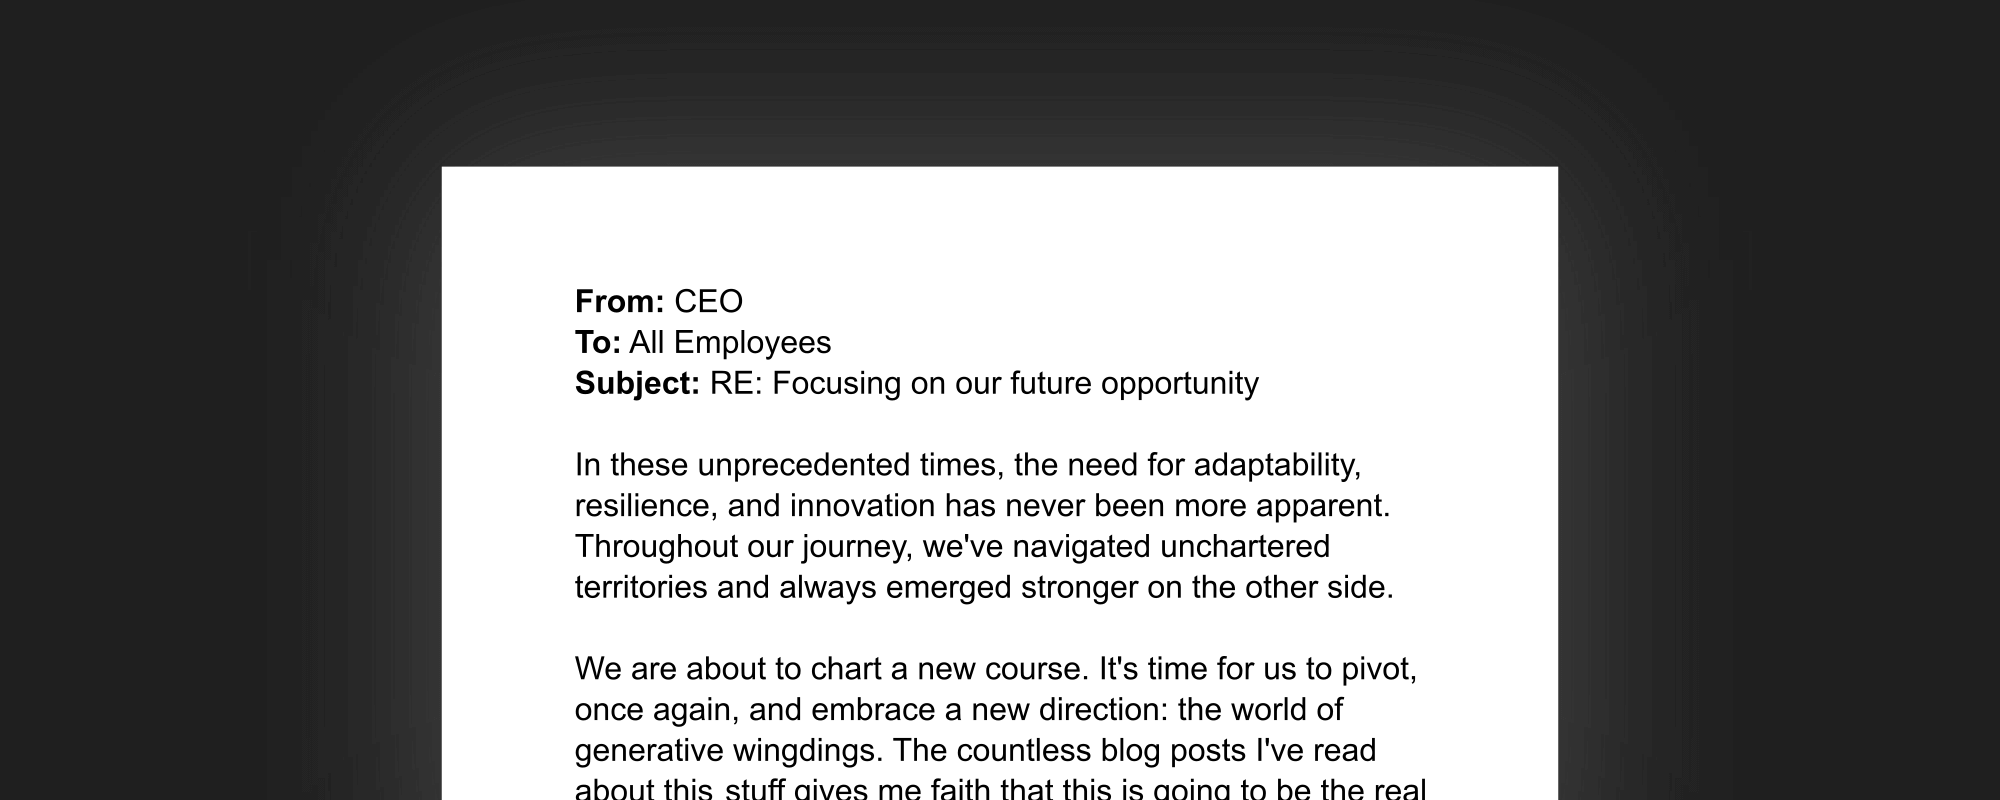 From: CEO
To: All Employees
Subject: RE: Focusing on our future opportunity
In these unprecedented times, the need for adaptability,
resilience, and innovation has never been more apparent.
Throughout our journey, we've navigated unchartered
territories and always emerged stronger on the other side.
We are about to chart a new course. It's time for us to pivot,
once again, and embrace a new direction: the world of
generative wingdings. The countless blog posts I've read
about this stuff gives me faith that this is going to be the real